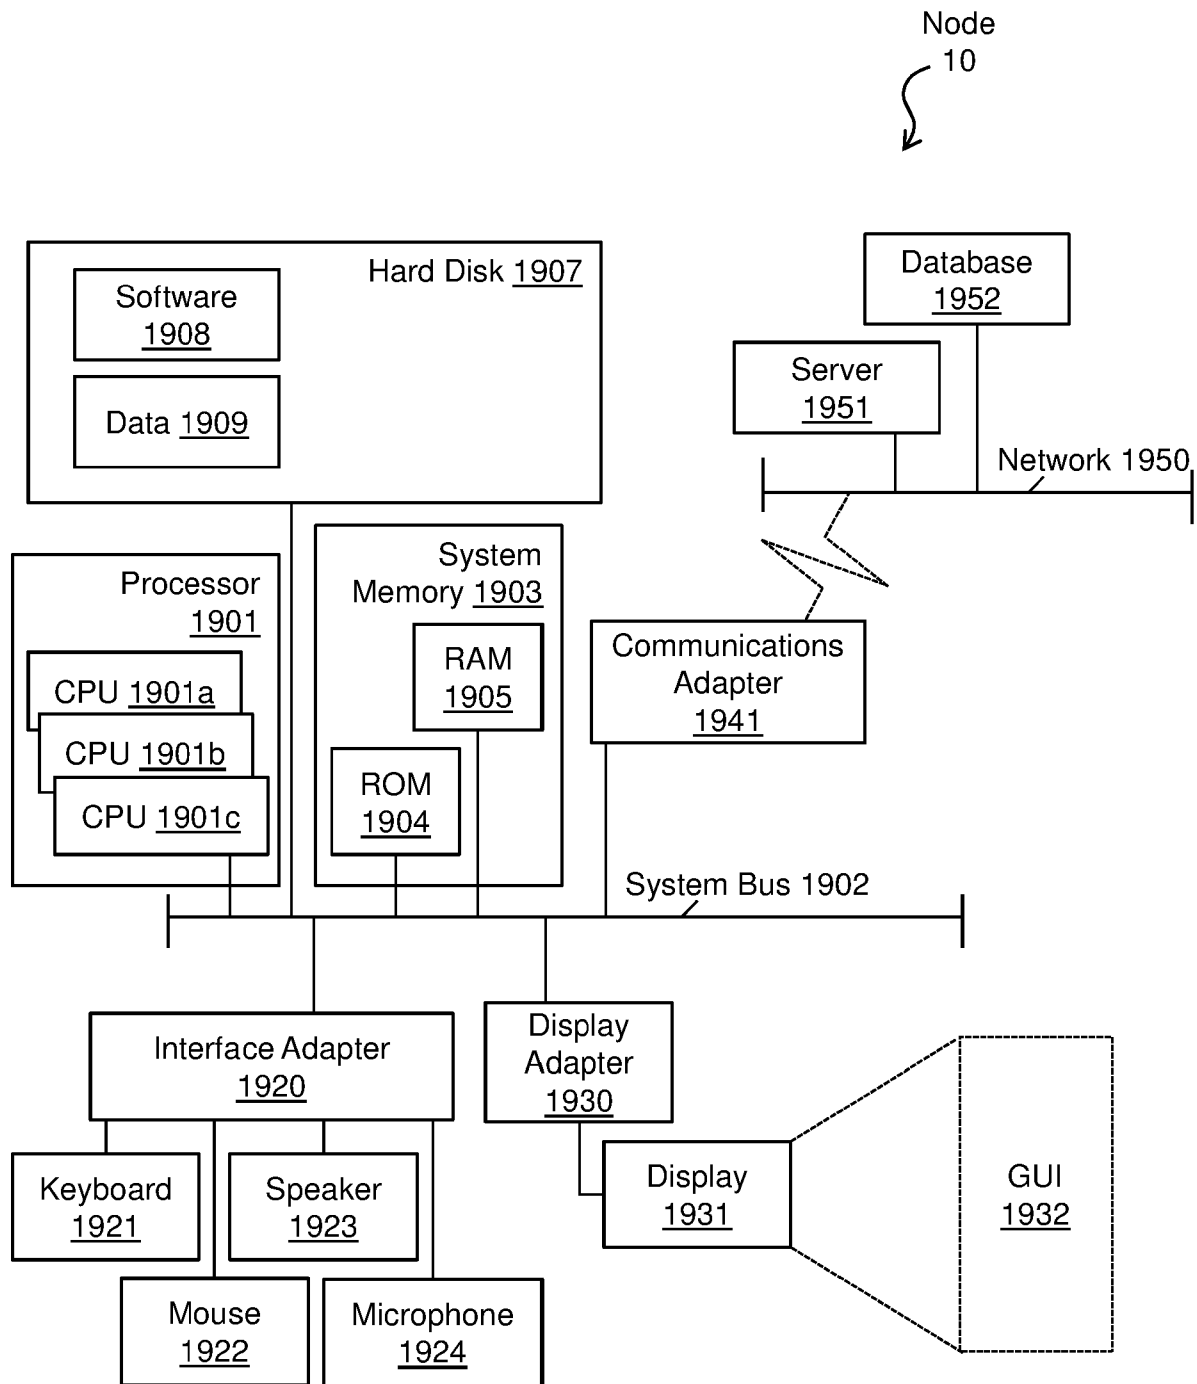 Node
10
Hard Disk 1907
Software
1908
Data 1909
Database
1952
Server
1951
Network 1950
Processor
1901
CPU 1901a
CPU 1901b
CPU 1901c
System
Memory 1903
RAM
1905
ROM
1904
Communications
Adapter
1941
System Bus 1902
Interface Adapter
1920
Display
Adapter
1930
Keyboard
1921
Speaker
1923
Mouse
1922
Microphone
1924
Display
1931
GUI
1932